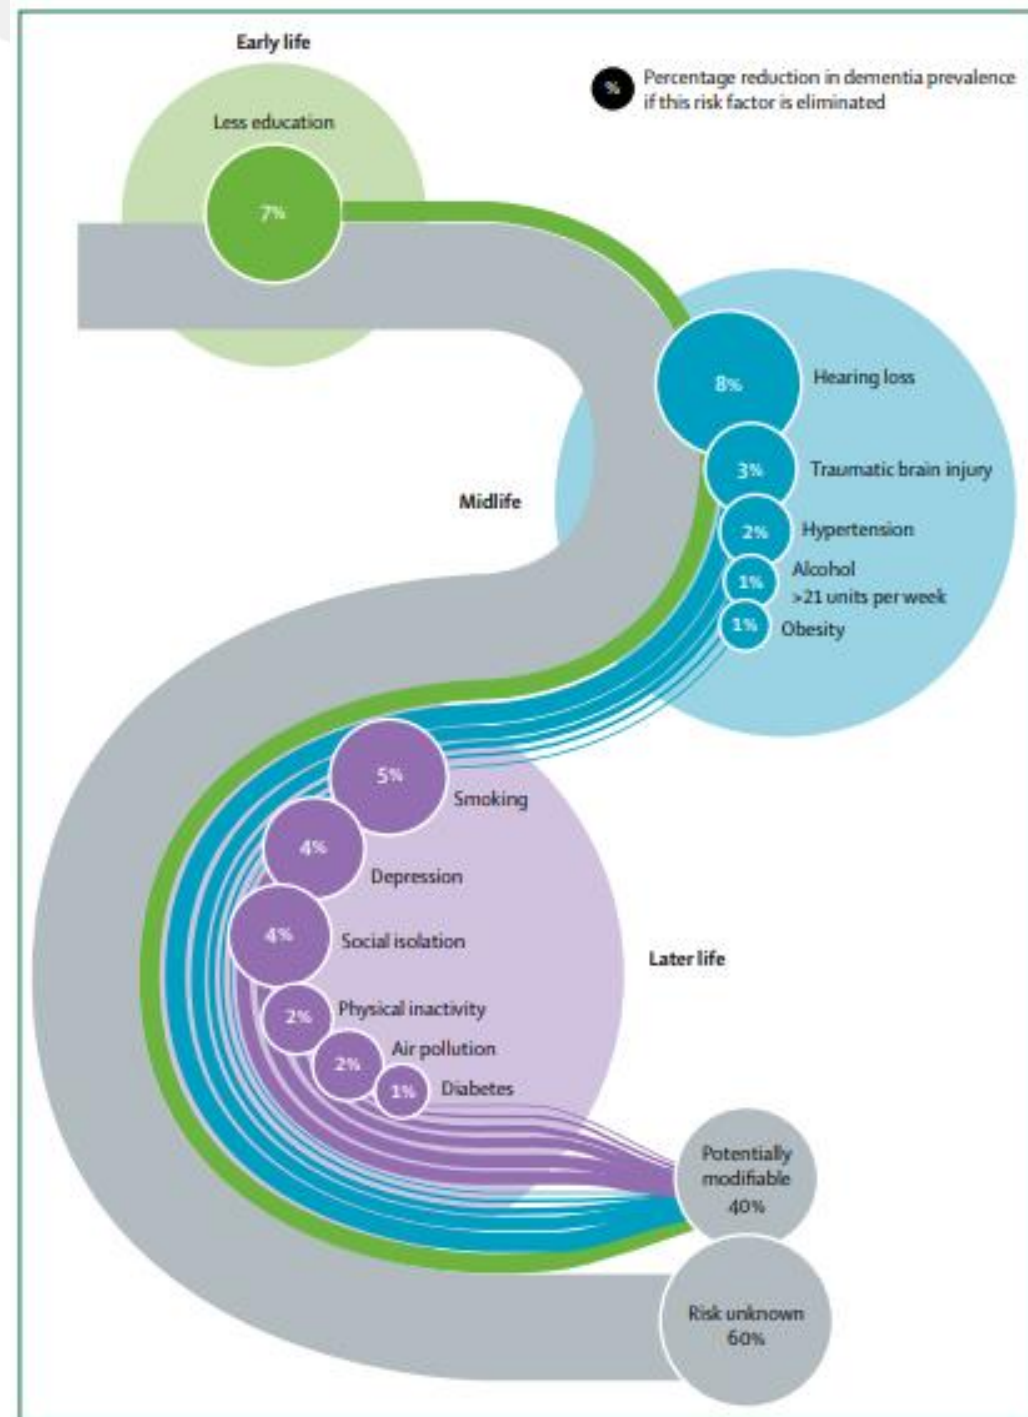 Early life
%
Percentage reduction in dementia prevalence
if this risk factor is eliminated
Less education
7%
8%
Hearing loss
3%
Traumatic brain injury
Midlife
2%
Hypertension
1%
Alcohol
>21 units per week
1%
Obesity
5%
Smoking
4%
Depression
4%
Social isolation
Later life
2%
Physical inactivity
2%
Air pollution
1%
Diabetes
Potentially
modifiable
40%
Risk unknown
60%